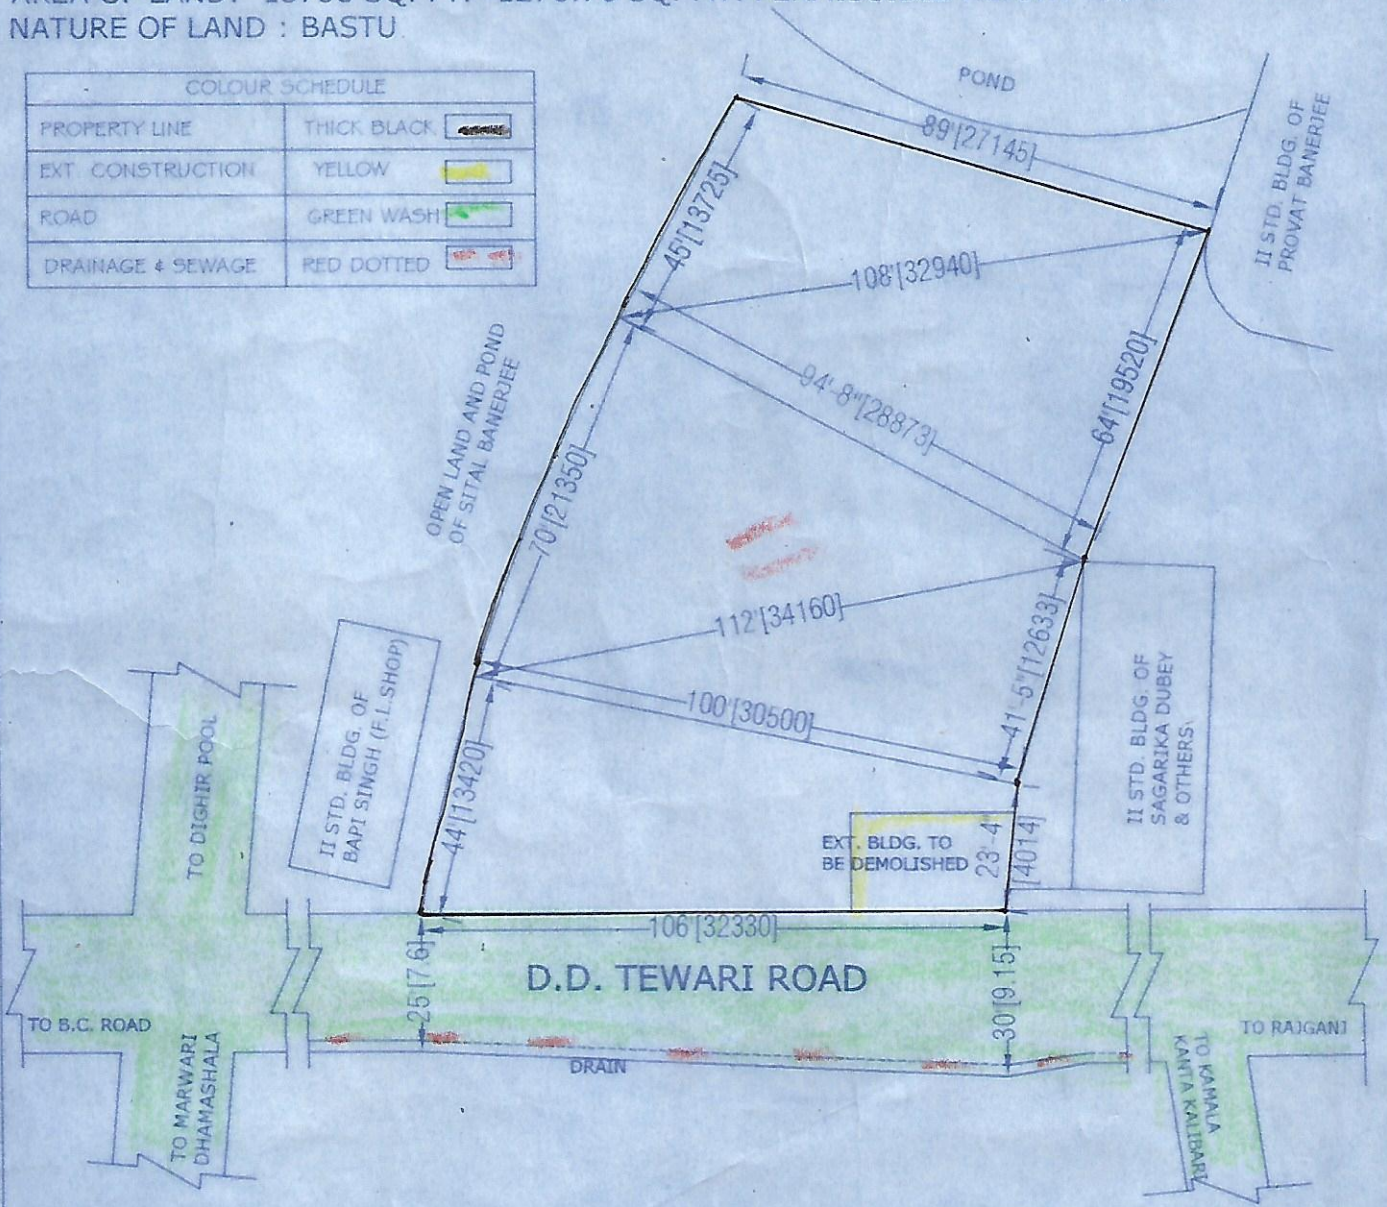 NATURE OF LAND : BASTU
COLOUR SCHEDULE
PROPERTY LINE THICK BLACK
EXT. CONSTRUCTION YELLOW
ROAD GREEN WASH
DRAINAGE & SEWAGE RED DOTTED
POND
89'[27145]
II STD. BLDG. OF
PROVAT BANERJEE
45'[13725]
108'[32940]
94'-8"[28873]
64'[19520]
OPEN LAND AND POND
OF SITAL BANERJEE
70'[21350]
112'[34160]
41'-5"[12633]
100'[30500]
II STD. BLDG. OF
BAPI SINGH (F.L.SHOP)
II STD. BLDG. OF
SAGARIKA DUBEY
& OTHERS.
TO DIGHIR POOL
44'[13420]
EXT. BLDG. TO
BE DEMOLISHED
23'-4"
[4014]
106'[32330]
25'[7.6]
D.D. TEWARI ROAD
30'[9.15]
TO B.C. ROAD
TO RAJGANJ
DRAIN
TO MARWARI
DHAMASHALA
TO KAMALA
KANTA KALIBARI